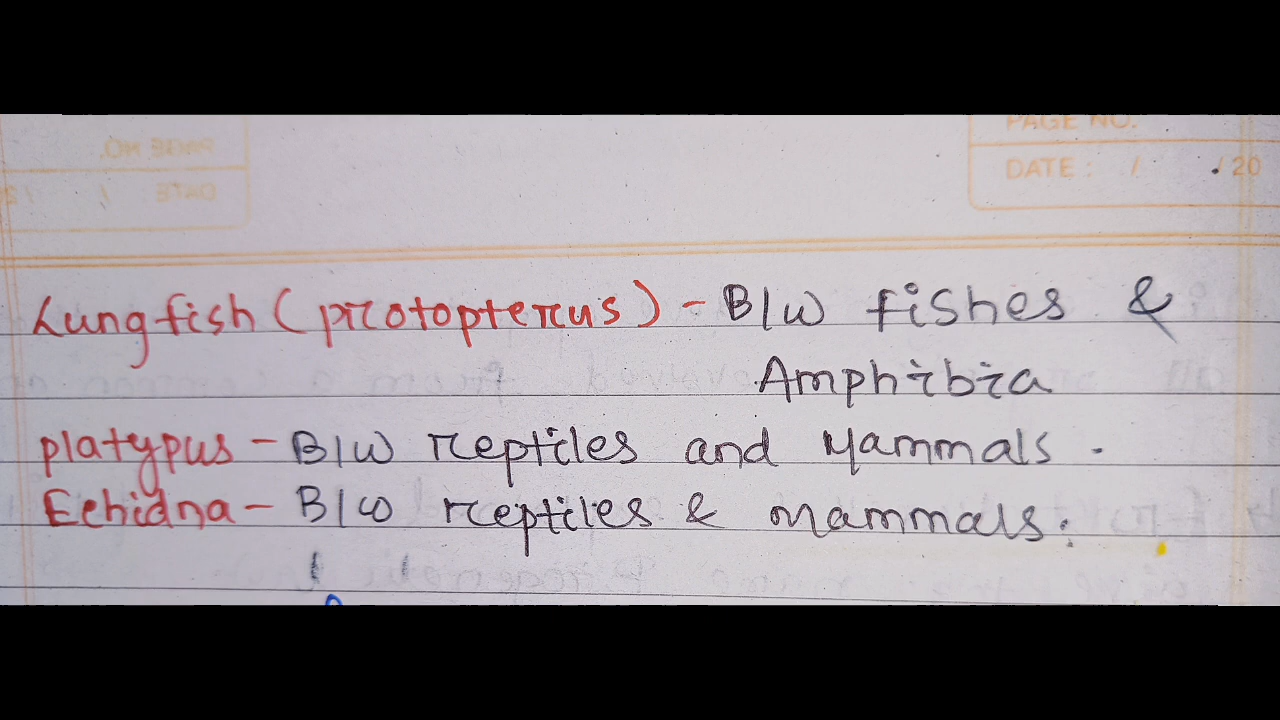 PAGE NO.
DATE : / / 20
Lungfish (protopterus) - B/W fishes &
Amphibia
platypus - B/W reptiles and Mammals.
Echidna - B/W reptiles & mammals.